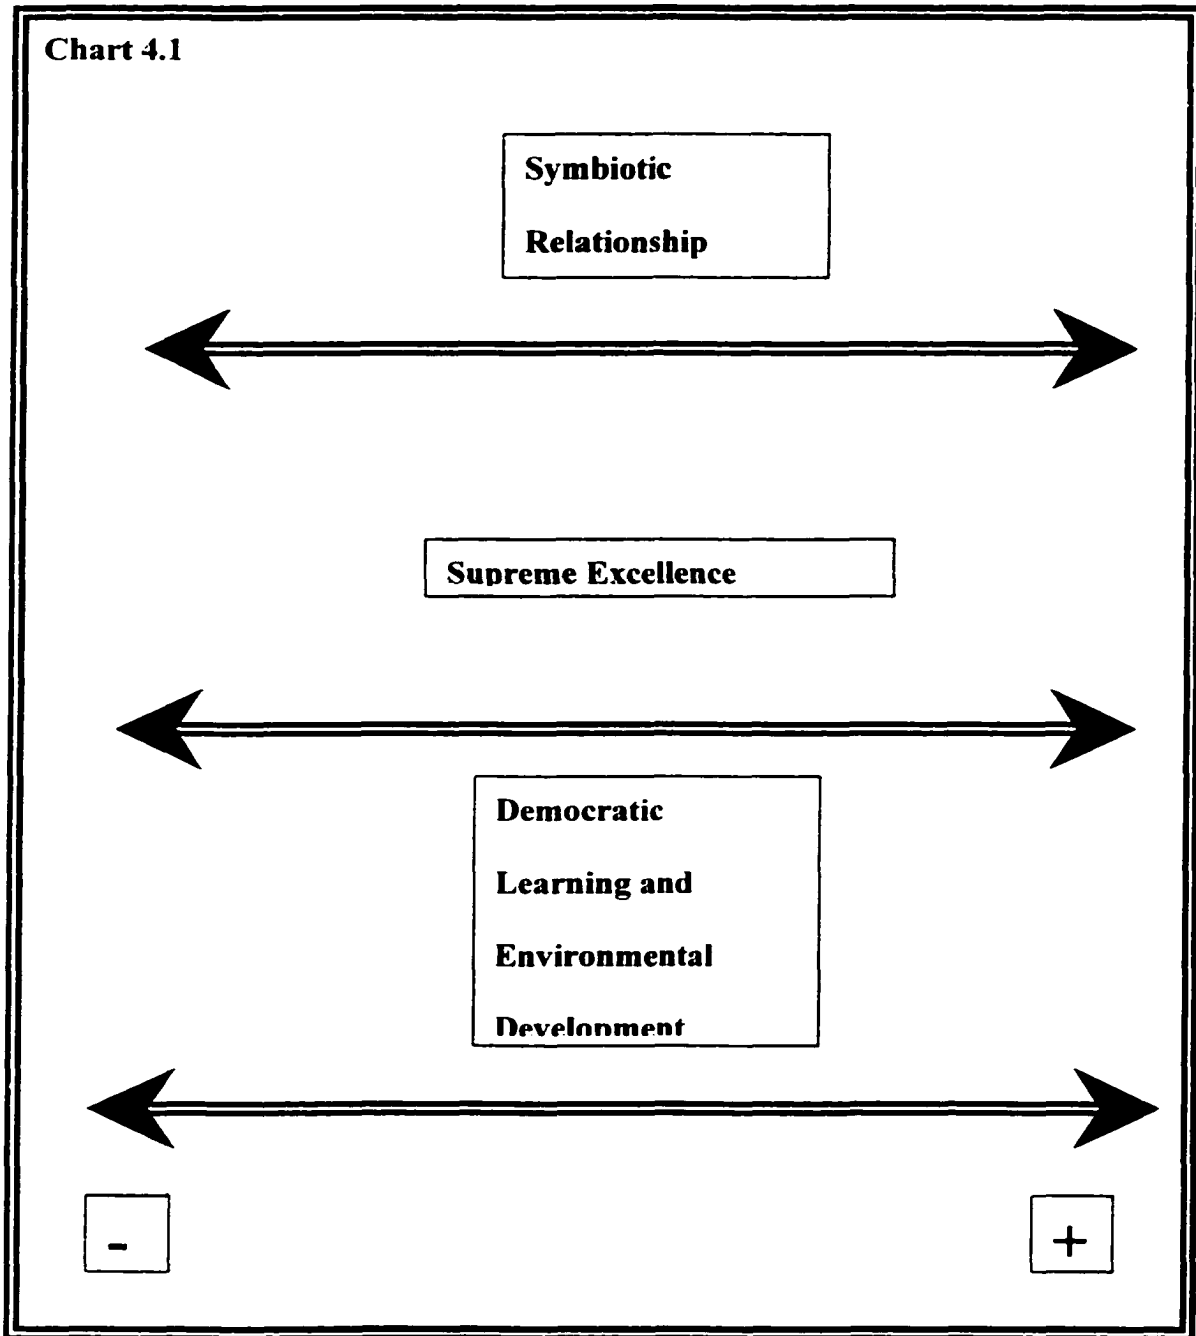 Chart 4.1
Symbiotic
Relationship
Supreme Excellence
Democratic
Learning and
Environmental
Development
-
+